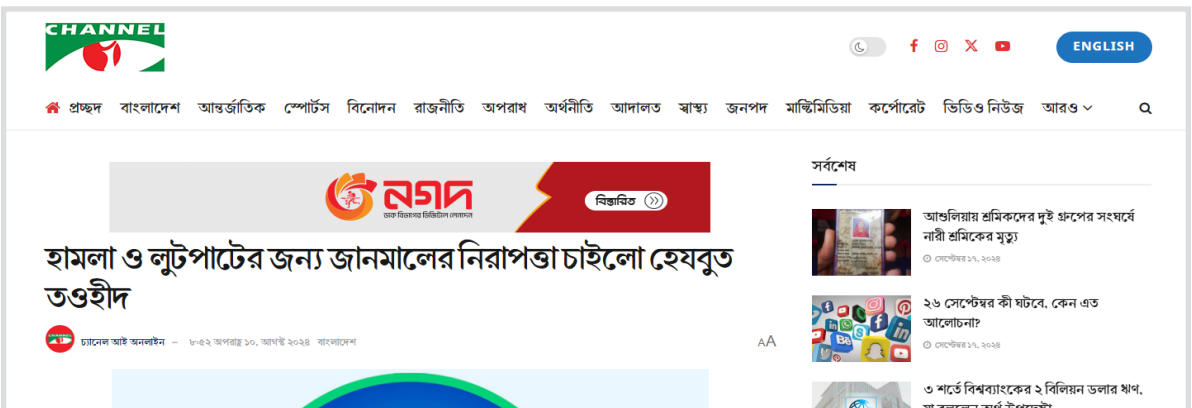 CHANNEL
ENGLISH
প্রচ্ছদ বাংলাদেশ আন্তর্জাতিক স্পোর্টস বিনোদন রাজনীতি অপরাধ অর্থনীতি আদালত স্বাস্থ্য জনপদ মাল্টিমিডিয়া কর্পোরেট ভিডিও নিউজ আরও
নগদ
ডাক বিভাগের ডিজিটাল লেনদেন
বিস্তারিত
হামলা ও লুটপাটের জন্য জানমালের নিরাপত্তা চাইলো হেযবুত
তওহীদ
চ্যানেল আই অনলাইন – ৮:৫২ অপরাহ্ণ ১০, আগস্ট ২০২৪ বাংলাদেশ
AA
সর্বশেষ
আশুলিয়ায় শ্রমিকদের দুই গ্রুপের সংঘর্ষে
নারী শ্রমিকের মৃত্যু
সেপ্টেম্বর ১৭, ২০২৪
২৬ সেপ্টেম্বর কী ঘটবে, কেন এত
আলোচনা?
সেপ্টেম্বর ১৭, ২০২৪
৩ শর্তে বিশ্বব্যাংকের ২ বিলিয়ন ডলার ঋণ,